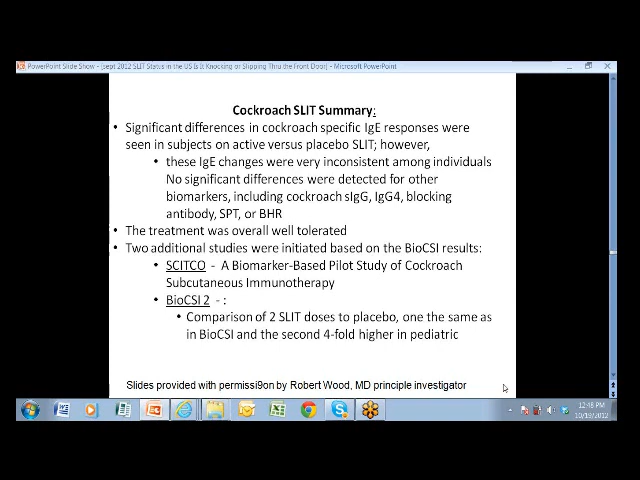 PowerPoint Slide Show - [sept 2012 SLIT Status in the US Is It Knocking or Slipping Thru the Front Door] - Microsoft PowerPoint
Cockroach SLIT Summary:
• Significant differences in cockroach specific IgE responses were
seen in subjects on active versus placebo SLIT; however,
• these IgE changes were very inconsistent among individuals
No significant differences were detected for other
biomarkers, including cockroach sIgG, IgG4, blocking
antibody, SPT, or BHR
• The treatment was overall well tolerated
• Two additional studies were initiated based on the BioCSI results:
• SCITCO - A Biomarker-Based Pilot Study of Cockroach
Subcutaneous Immunotherapy
• BioCSI 2 - :
• Comparison of 2 SLIT doses to placebo, one the same as
in BioCSI and the second 4-fold higher in pediatric
Slides provided with permissi9on by Robert Wood, MD principle investigator
12:48 PM
10/19/2012